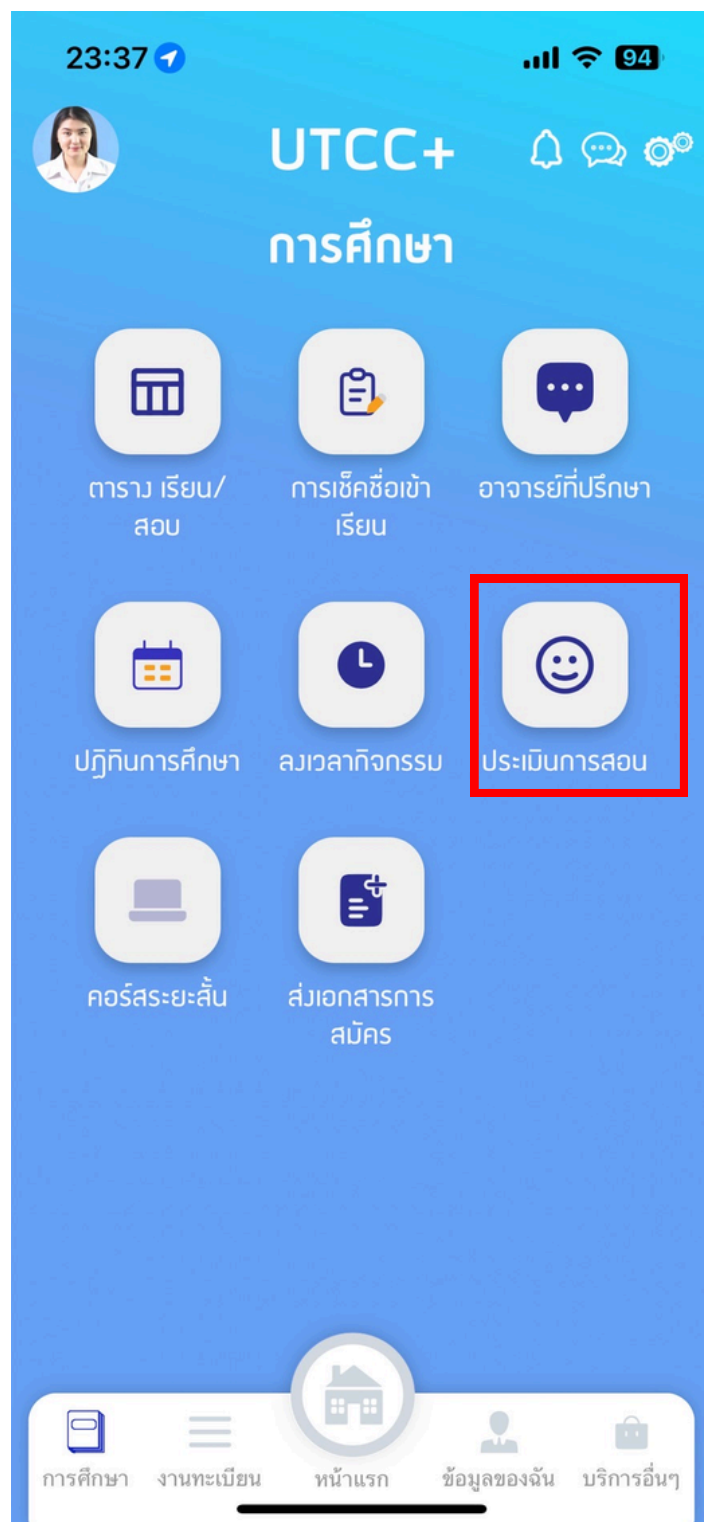 23:37
94
UTCC+
การศึกษา
ตาราง เรียน/
สอบ
การเช็คชื่อเข้า
เรียน
อาจารย์ที่ปรึกษา
ปฏิทินการศึกษา
ลงเวลากิจกรรม
ประเมินการสอน
คอร์สระยะสั้น
ส่งเอกสารการ
สมัคร
การศึกษา
งานทะเบียน
หน้าแรก
ข้อมูลของฉัน
บริการอื่นๆ